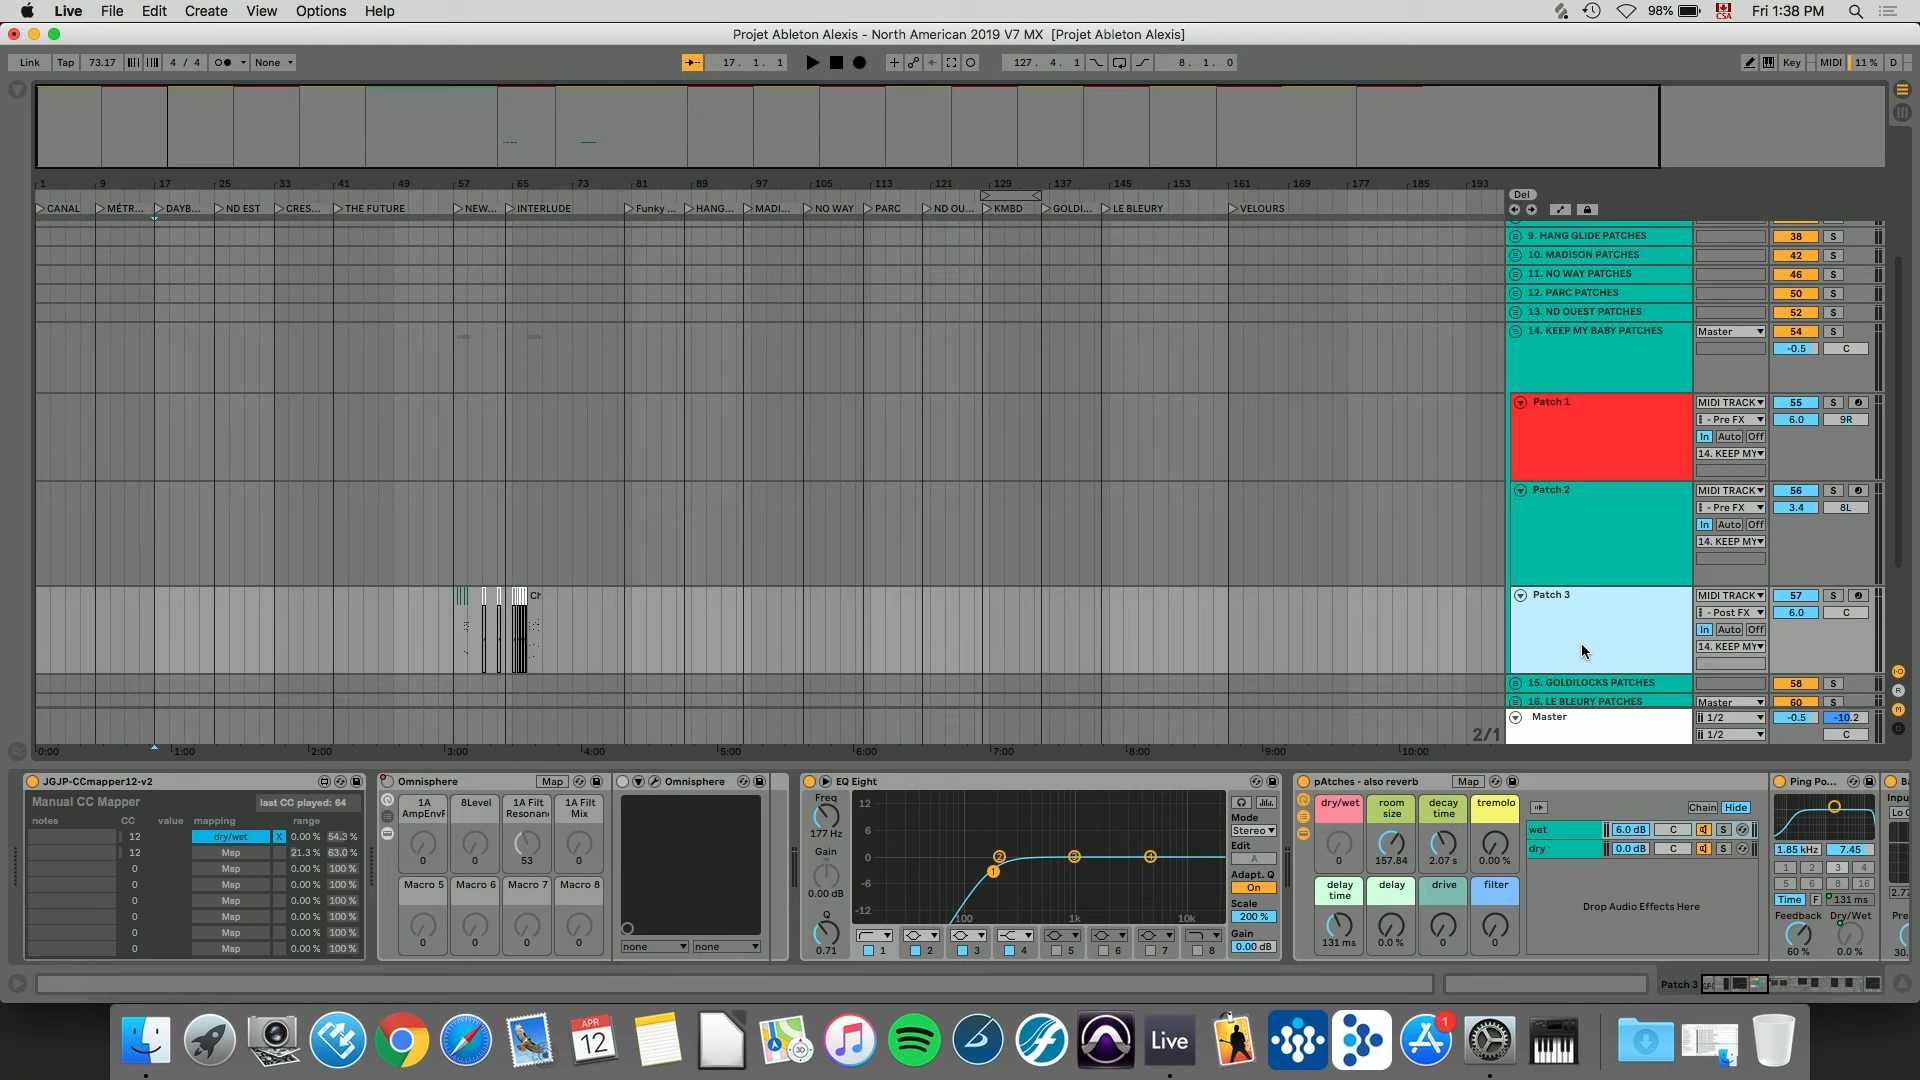 Live File Edit Create View Options Help 98% CSA Fri 1:38 PM
Projet Ableton Alexis - North American 2019 V7 MX [Projet Ableton Alexis]
Link Tap 73.17 4 / 4 None 17. 1. 1 127. 4. 1 8. 1. 0 Key MIDI 11 % D
1 9 17 25 33 41 49 57 65 73 81 89 97 105 113 121 129 137 145 153 161 169 177 185 193
Del
CANAL MÉTR... DAYB... ND EST CRES... THE FUTURE NEW... INTERLUDE Funky ... HANG... MADI... NO WAY PARC ND OU... KMBD GOLDI... LE BLEURY VELOURS
9. HANG GLIDE PATCHES 38 S
10. MADISON PATCHES 42 S
11. NO WAY PATCHES 46 S
12. PARC PATCHES 50 S
13. ND OUEST PATCHES 52 S
14. KEEP MY BABY PATCHES Master 54 S
-0.5 C
Patch 1 MIDI TRACK 55 S
- Pre FX 6.0 9R
In Auto Off
14. KEEP MY
Patch 2 MIDI TRACK 56 S
- Pre FX 3.4 8L
In Auto Off
14. KEEP MY
Ch
Patch 3 MIDI TRACK 57 S
- Post FX 6.0 C
In Auto Off
14. KEEP MY
15. GOLDILOCKS PATCHES 58 S
16. LE BLEURY PATCHES Master 60 S
Master 1/2 -0.5 -10.2
2/1 1/2 C
0:00 1:00 2:00 3:00 4:00 5:00 6:00 7:00 8:00 9:00 10:00
JGJP-CCmapper12-v2
Manual CC Mapper last CC played: 64
notes CC value mapping range
12 dry/wet X 0.00 % 54.3 %
12 Map 21.3 % 63.0 %
0 Map 0.00 % 100 %
0 Map 0.00 % 100 %
0 Map 0.00 % 100 %
0 Map 0.00 % 100 %
0 Map 0.00 % 100 %
0 Map 0.00 % 100 %
Omnisphere Map
1A AmpEnvF 8Level 1A Filt Resonan 1A Filt Mix
0 0 53 0
Macro 5 Macro 6 Macro 7 Macro 8
0 0 0 0
Omnisphere
none none
EQ Eight
Freq
177 Hz
Gain
0.00 dB
Q
0.71
12
6
0
-6
-12
100 1k 10k
1 2 3 4
1 2 3 4 5 6 7 8
Mode
Stereo
Edit
A
Adapt. Q
On
Scale
200 %
Gain
0.00 dB
pAtches - also reverb Map
dry/wet room size decay time tremolo
0 157.84 2.07 s 0.00 %
delay time delay drive filter
131 ms 0.0 % 0 0
Chain Hide
wet 6.0 dB C S
dry 0.0 dB C S
Drop Audio Effects Here
Ping Po...
1.85 kHz 7.45
1 2 3 4
5 6 8 16
Time F 131 ms
Feedback Dry/Wet
60 % 0.0 %
Patch 3
APR
12
Live
1